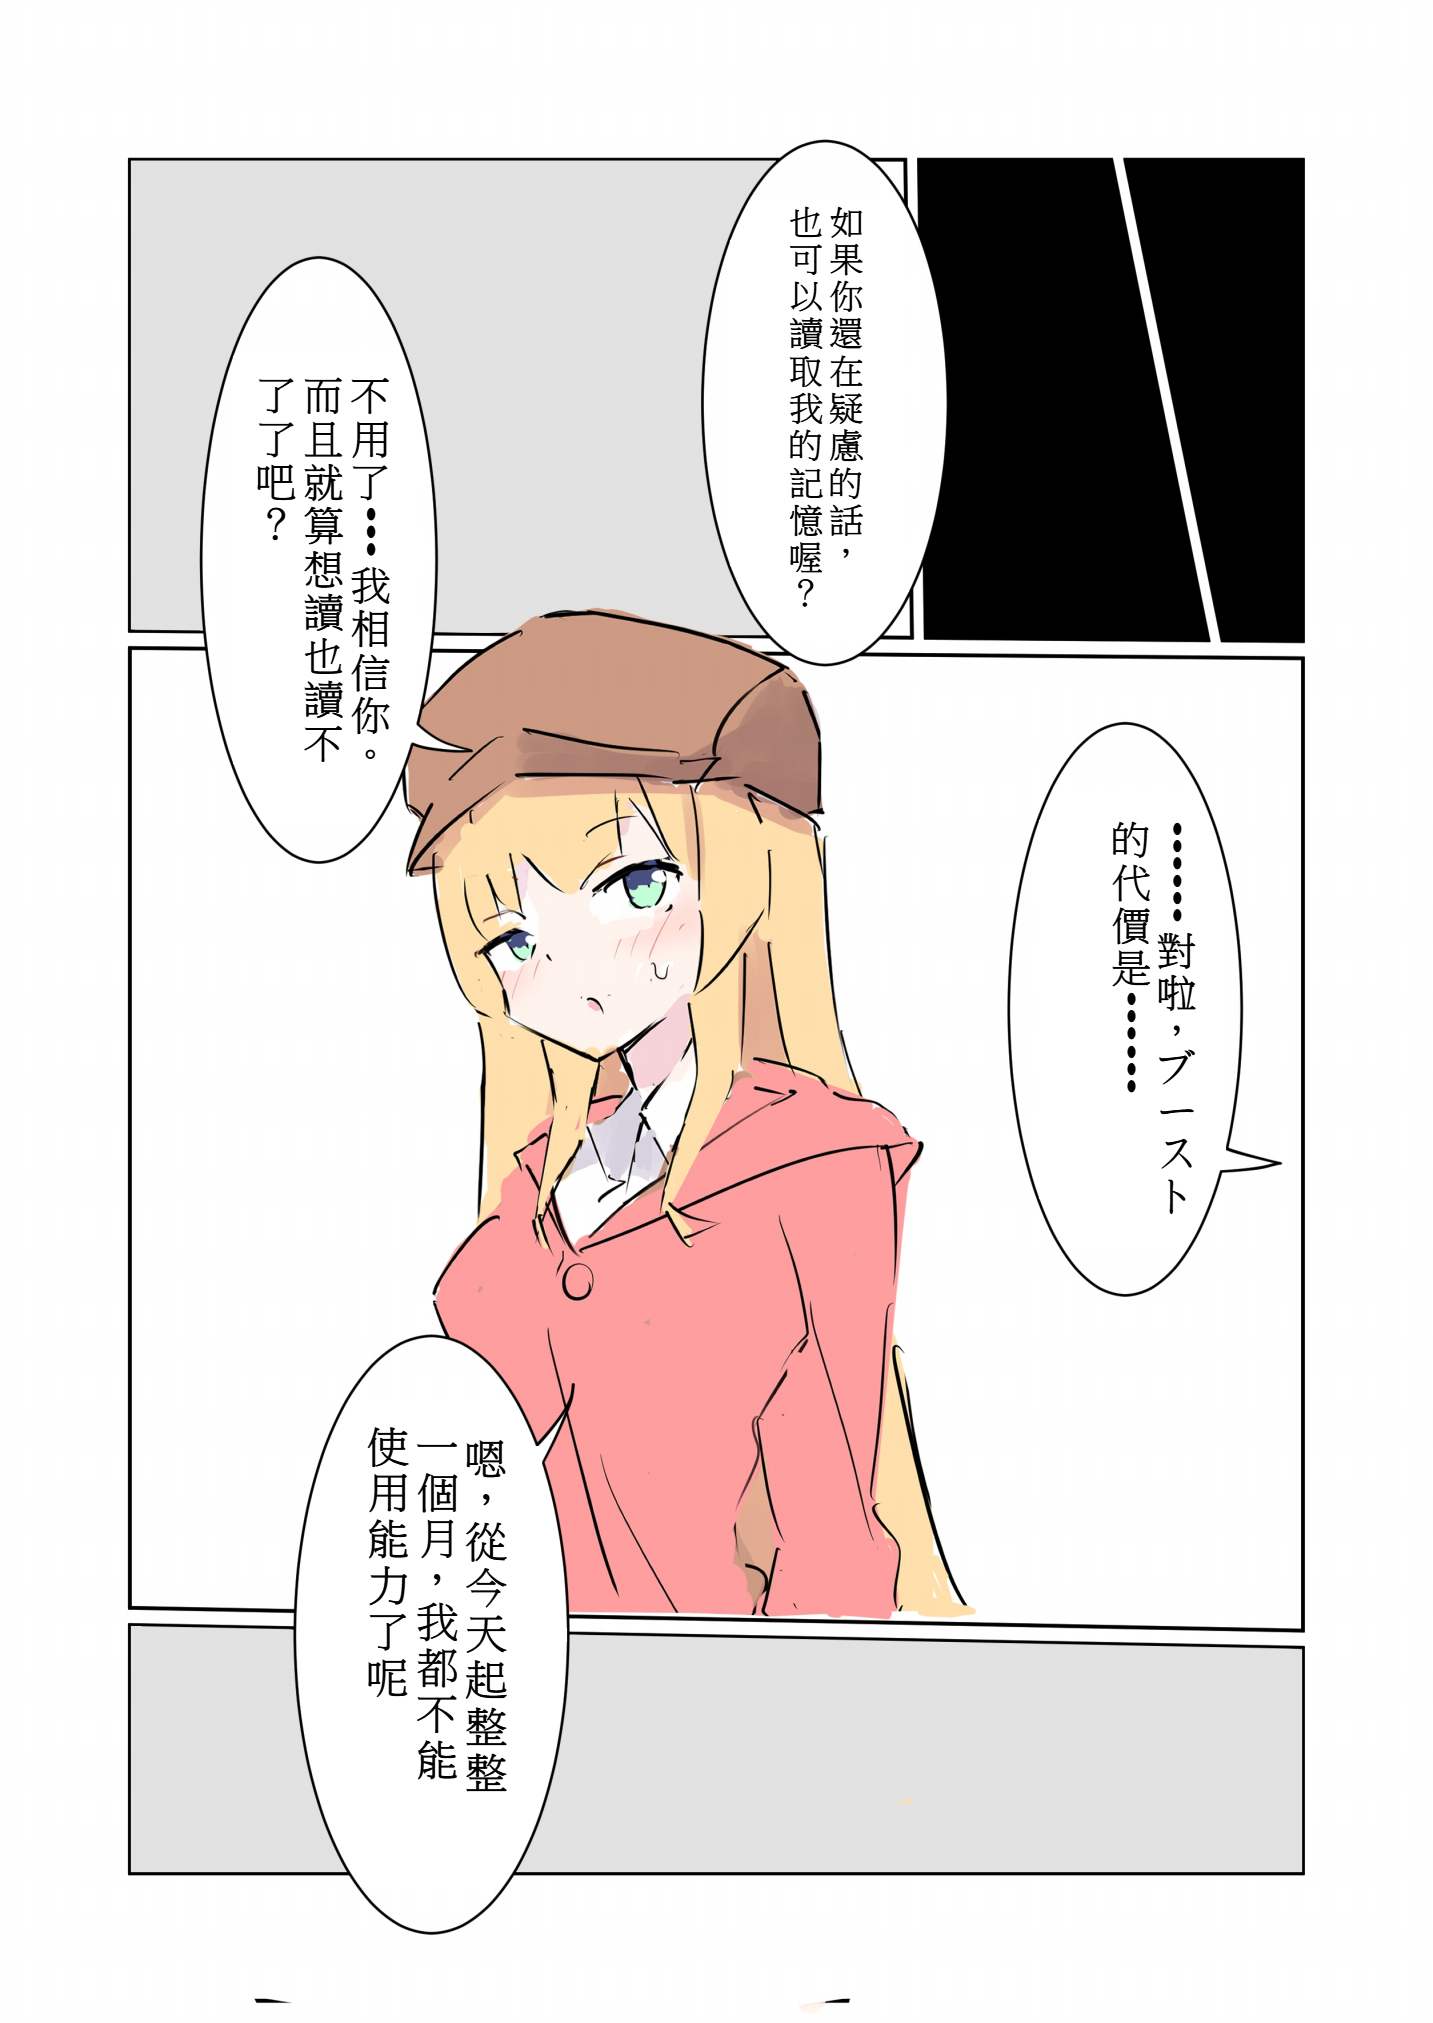 如果你還在疑慮的話，
也可以讀取我的記憶喔？
不用了…我相信你。
而且就算想讀也讀不
了了吧？
……對啦，ブースト
的代價是……
嗯，從今天起整整
一個月，我都不能
使用能力了呢